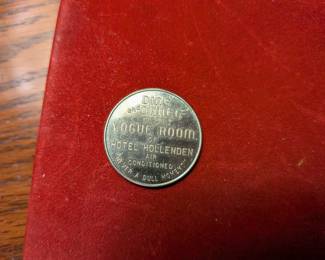 DINE
VOGUE ROOM
HOTEL HOLLENDEN
AIR
CONDITIONED
NEVER A DULL MOMENT